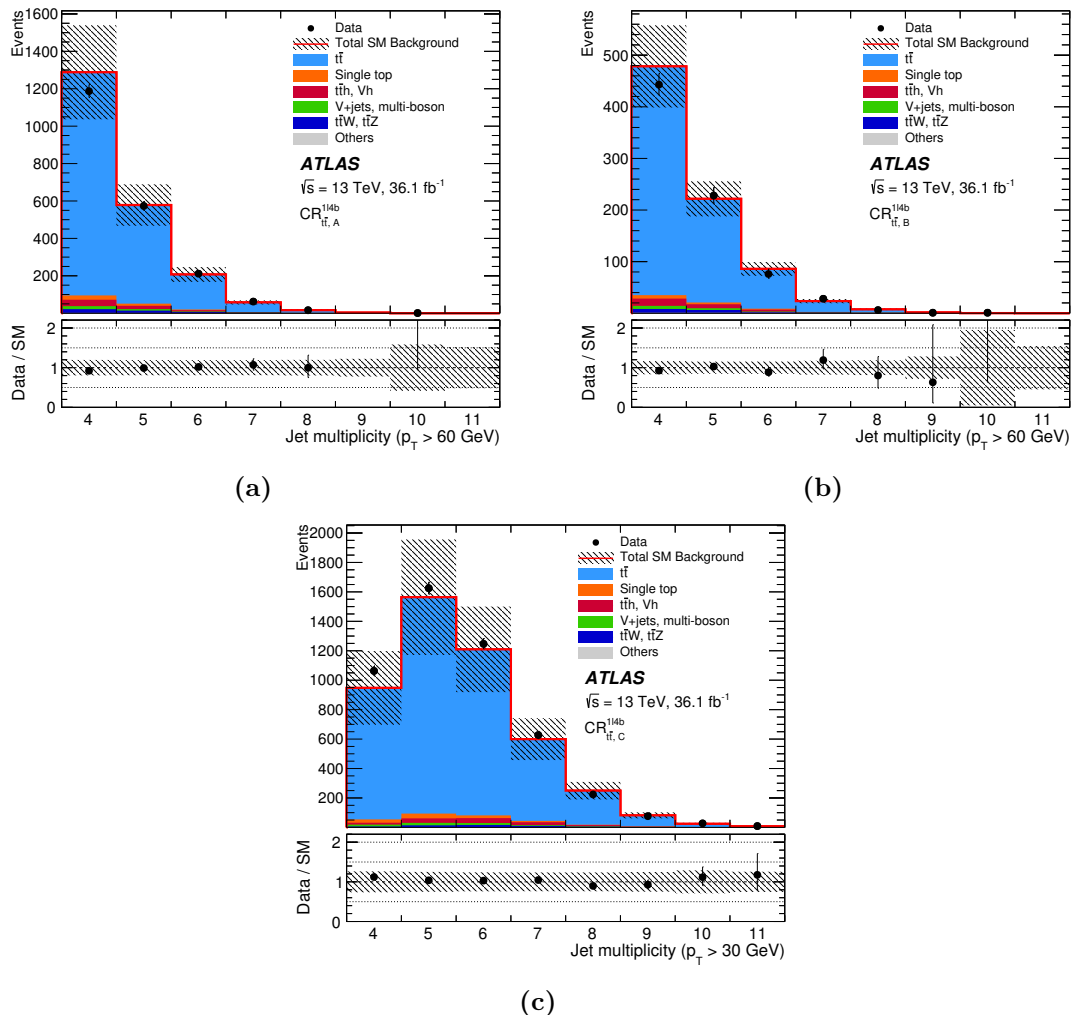 Events
1600
1400
1200
1000
800
600
400
200
Data
Total SM Background
tt̄
Single top
tt̄h, Vh
V+jets, multi-boson
tt̄W, tt̄Z
Others
ATLAS
√s = 13 TeV, 36.1 fb⁻¹
CR^{1l4b}_{tt̄, A}
Data / SM
2
1
0
4 5 6 7 8 9 10 11
Jet multiplicity (p_T > 60 GeV)
(a)
Events
500
400
300
200
100
Data
Total SM Background
tt̄
Single top
tt̄h, Vh
V+jets, multi-boson
tt̄W, tt̄Z
Others
ATLAS
√s = 13 TeV, 36.1 fb⁻¹
CR^{1l4b}_{tt̄, B}
Data / SM
2
1
0
4 5 6 7 8 9 10 11
Jet multiplicity (p_T > 60 GeV)
(b)
Events
2000
1800
1600
1400
1200
1000
800
600
400
200
Data
Total SM Background
tt̄
Single top
tt̄h, Vh
V+jets, multi-boson
tt̄W, tt̄Z
Others
ATLAS
√s = 13 TeV, 36.1 fb⁻¹
CR^{1l4b}_{tt̄, C}
Data / SM
2
1
0
4 5 6 7 8 9 10 11
Jet multiplicity (p_T > 30 GeV)
(c)